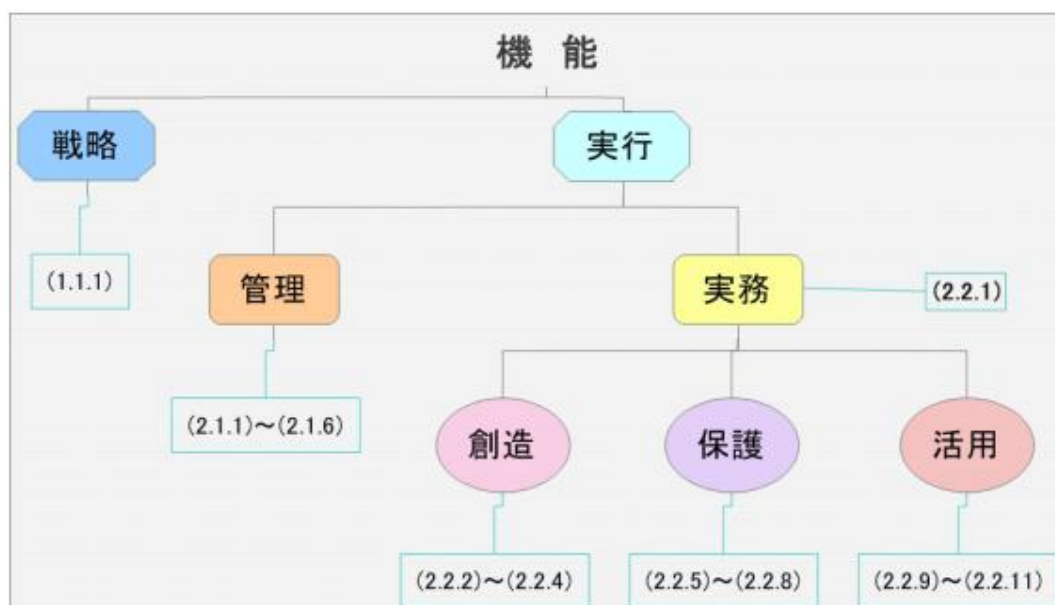 機 能
戦略
実行
(1.1.1)
管理
実務
(2.2.1)
(2.1.1)～(2.1.6)
創造
保護
活用
(2.2.2)～(2.2.4)
(2.2.5)～(2.2.8)
(2.2.9)～(2.2.11)